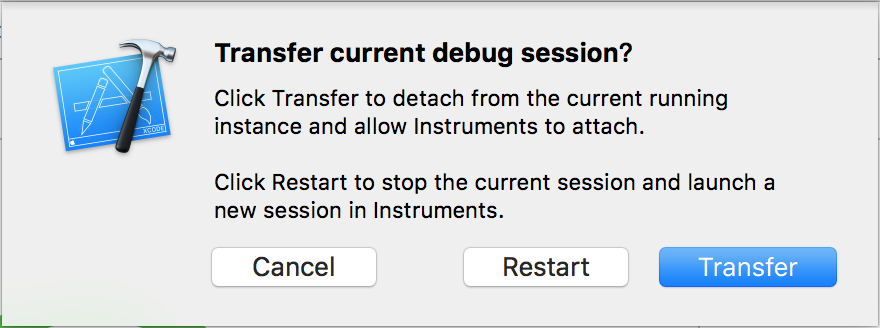 Transfer current debug session?
Click Transfer to detach from the current running
instance and allow Instruments to attach.
Click Restart to stop the current session and launch a
new session in Instruments.
Cancel
Restart
Transfer
XCODE